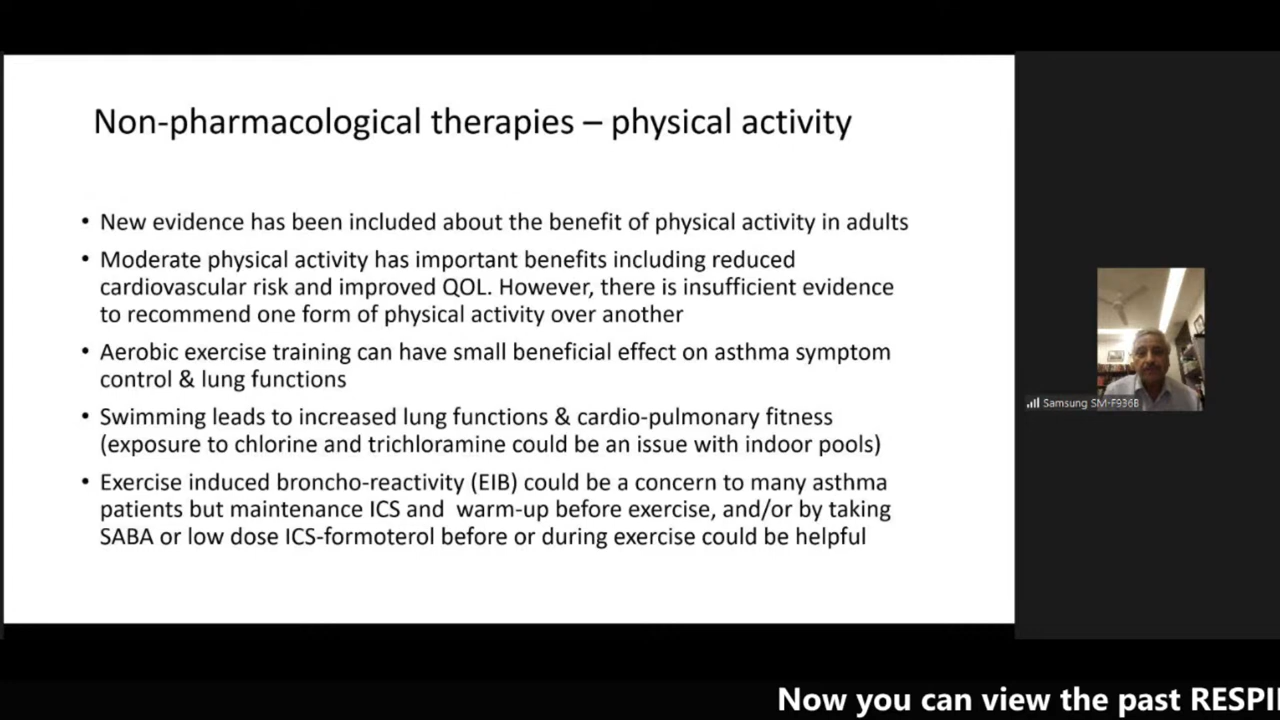 Non-pharmacological therapies – physical activity
• New evidence has been included about the benefit of physical activity in adults
• Moderate physical activity has important benefits including reduced
cardiovascular risk and improved QOL. However, there is insufficient evidence
to recommend one form of physical activity over another
• Aerobic exercise training can have small beneficial effect on asthma symptom
control & lung functions
• Swimming leads to increased lung functions & cardio-pulmonary fitness
(exposure to chlorine and trichloramine could be an issue with indoor pools)
• Exercise induced broncho-reactivity (EIB) could be a concern to many asthma
patients but maintenance ICS and warm-up before exercise, and/or by taking
SABA or low dose ICS-formoterol before or during exercise could be helpful
Samsung SM-F936B
Now you can view the past RESPI